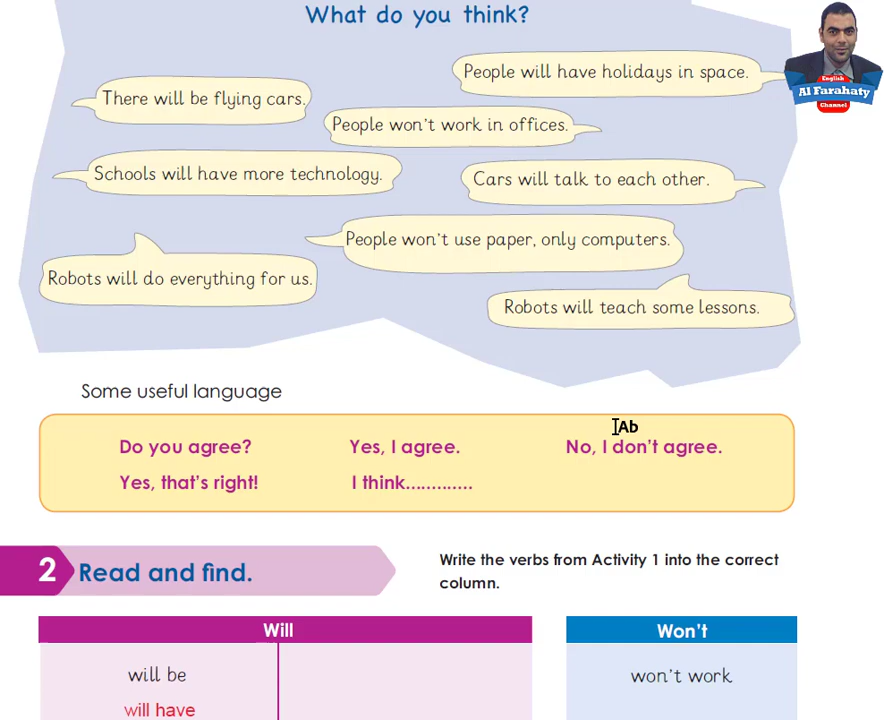 What do you think?
People will have holidays in space.
There will be flying cars.
People won't work in offices.
Schools will have more technology.
Cars will talk to each other.
People won't use paper, only computers.
Robots will do everything for us.
Robots will teach some lessons.
English
Al Farahaty
Channel
Some useful language
Ab
Do you agree? Yes, I agree. No, I don't agree.
Yes, that's right! I think.............
2 Read and find.
Write the verbs from Activity 1 into the correct
column.
Will Won't
will be won't work
will have